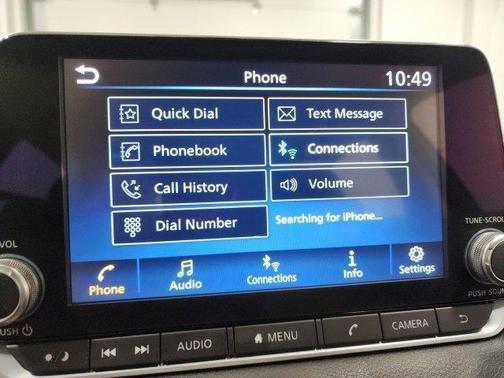 Phone
10:49
Quick Dial
Text Message
Phonebook
Connections
Call History
Volume
Dial Number
Searching for iPhone...
VOL
TUNE-SCROLL
Phone
Audio
Connections
Info
Settings
PUSH
PUSH SOUND
AUDIO
MENU
CAMERA